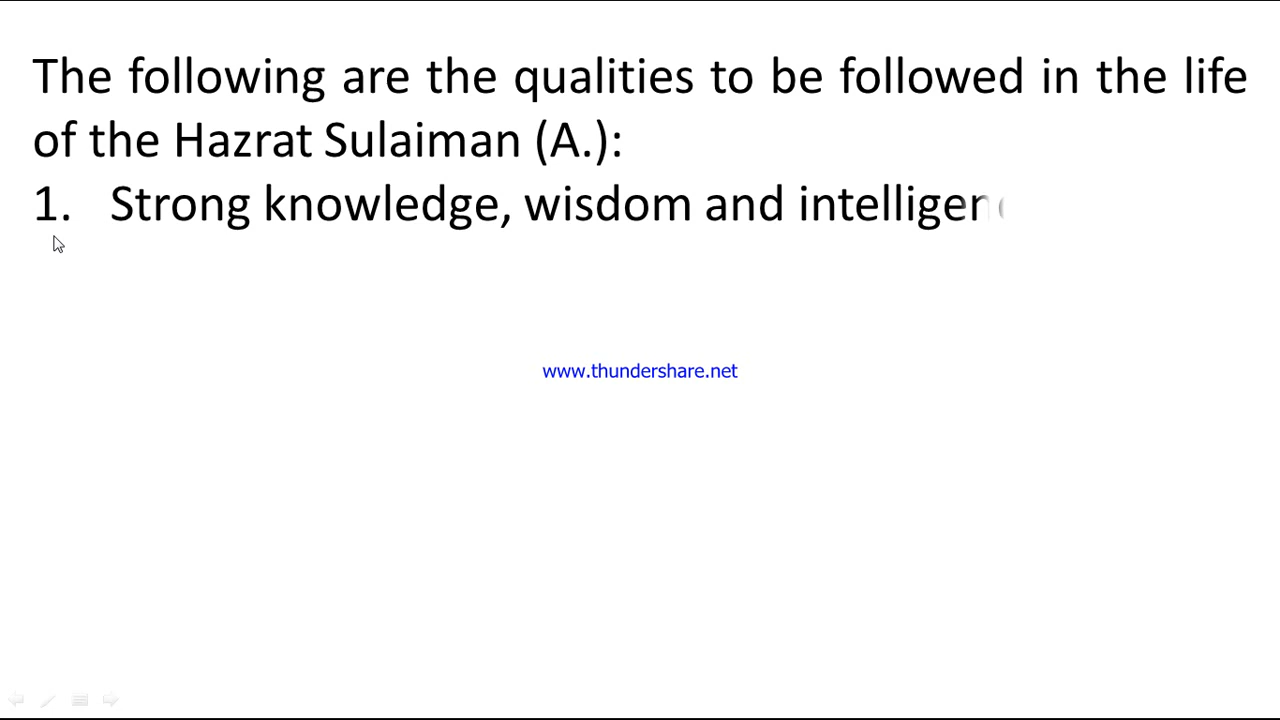 The following are the qualities to be followed in the life
of the Hazrat Sulaiman (A.):
1. Strong knowledge, wisdom and
www.thundershare.net